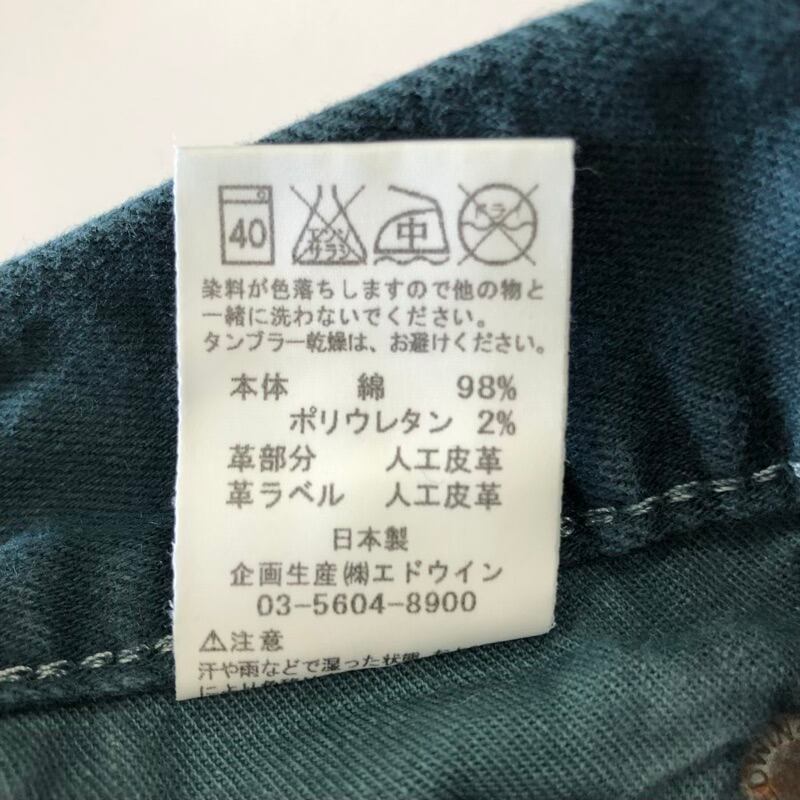 40 エンソ サラシ 中 ドライ
染料が色落ちしますので他の物と
一緒に洗わないでください。
タンブラー乾燥は、お避けください。
本体 綿 98%
ポリウレタン 2%
革部分 人工皮革
革ラベル 人工皮革
日本製
企画生産㈱エドウイン
03-5604-8900
⚠注意
汗や雨などで湿った状態
により